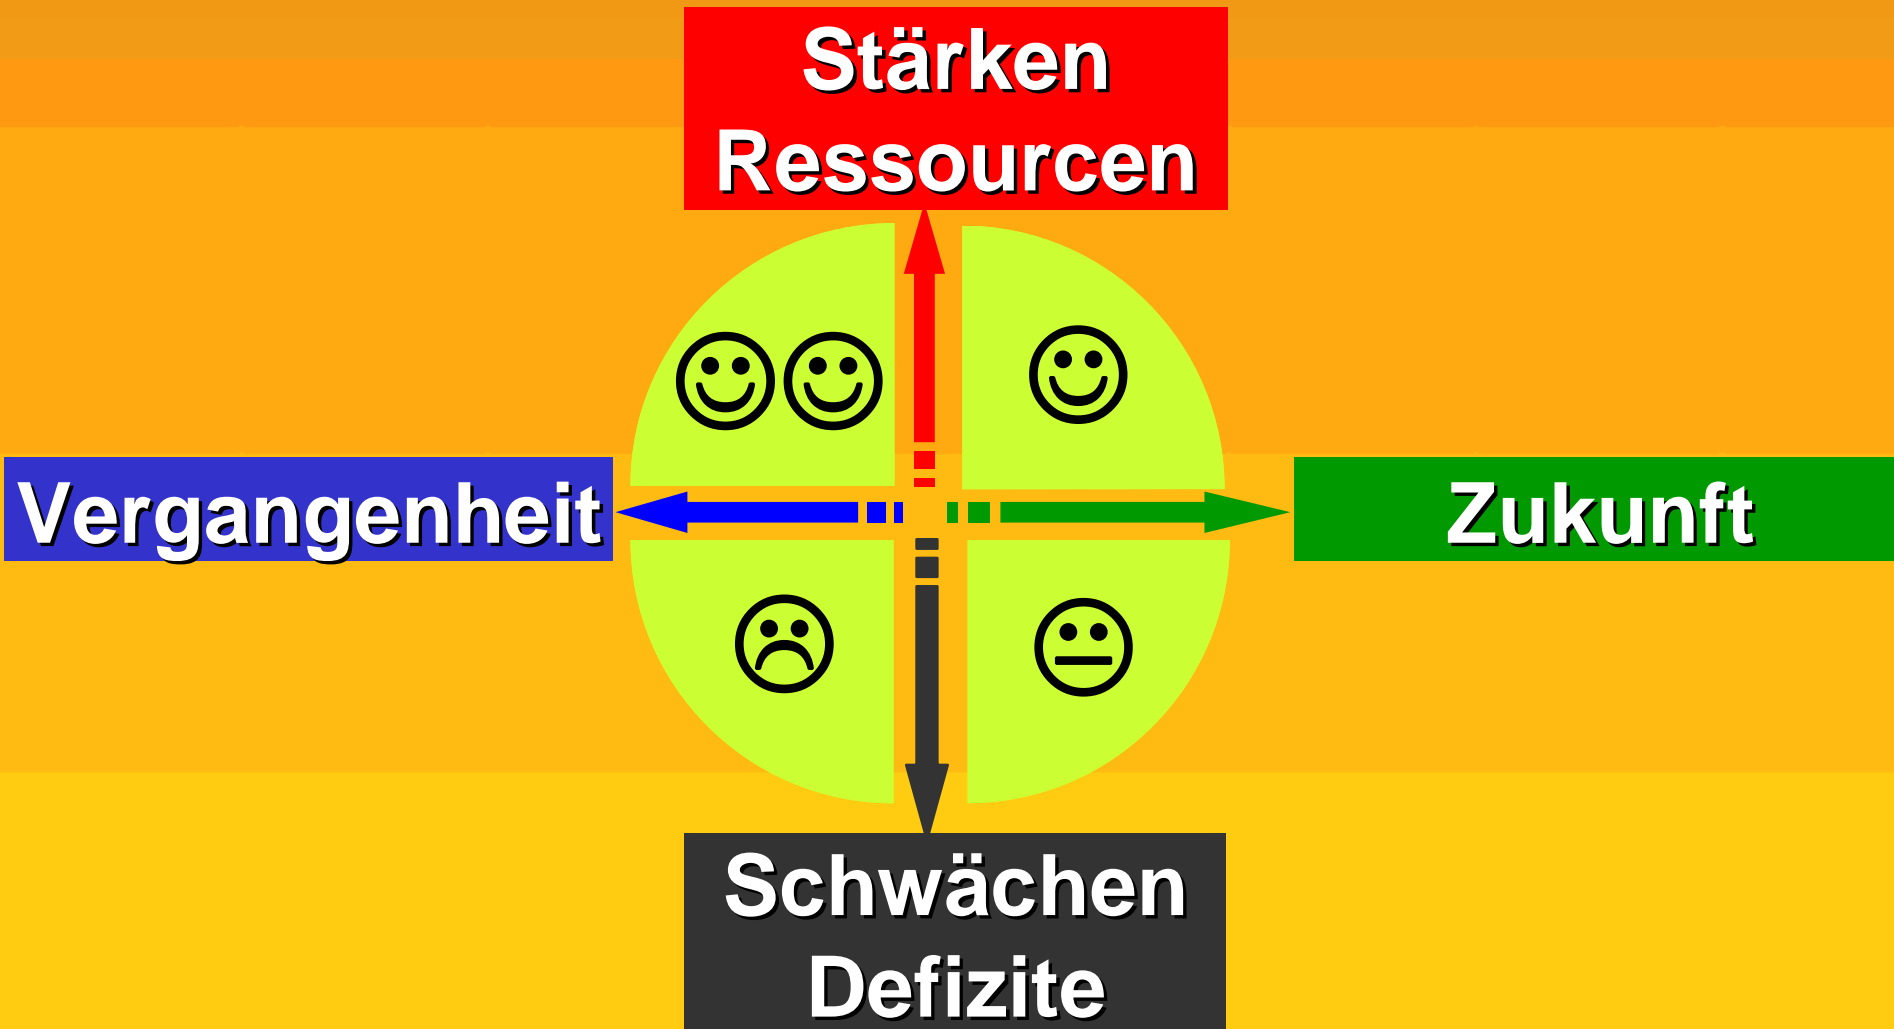 Stärken
Ressourcen
Vergangenheit
Zukunft
Schwächen
Defizite